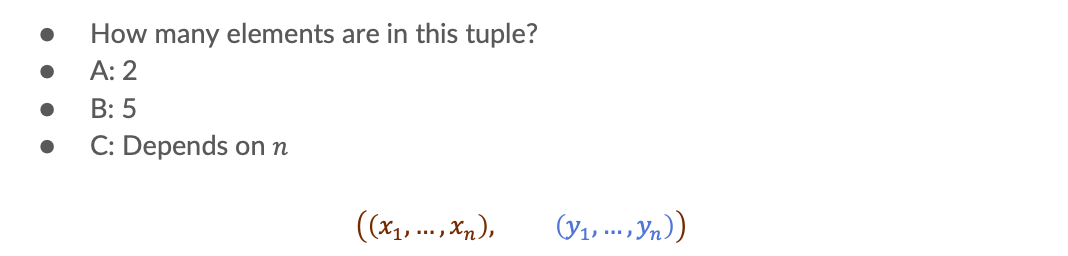 ● How many elements are in this tuple?
● A: 2
● B: 5
● C: Depends on n
((x₁, … , xₙ), (y₁, … , yₙ))